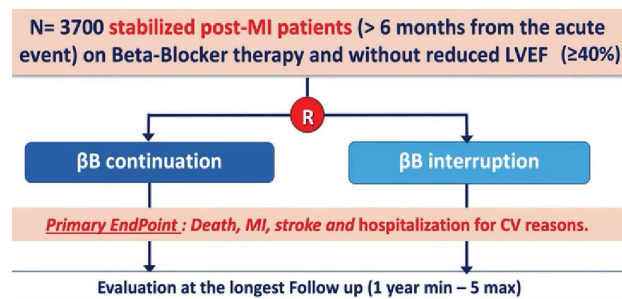 N= 3700 stabilized post-MI patients (> 6 months from the acute
event) on Beta-Blocker therapy and without reduced LVEF (≥40%)
R
βB continuation
βB interruption
Primary EndPoint : Death, MI, stroke and hospitalization for CV reasons.
Evaluation at the longest Follow up (1 year min – 5 max)